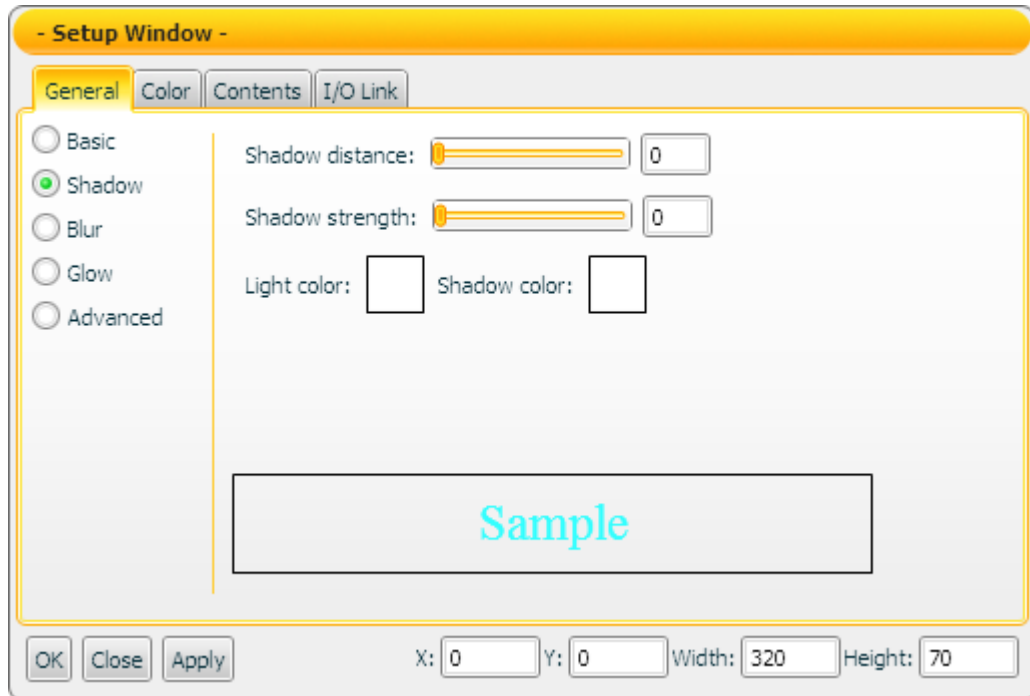 - Setup Window -
General Color Contents I/O Link
Basic
Shadow
Blur
Glow
Advanced
Shadow distance: 0
Shadow strength: 0
Light color: Shadow color:
Sample
OK Close Apply X: 0 Y: 0 Width: 320 Height: 70